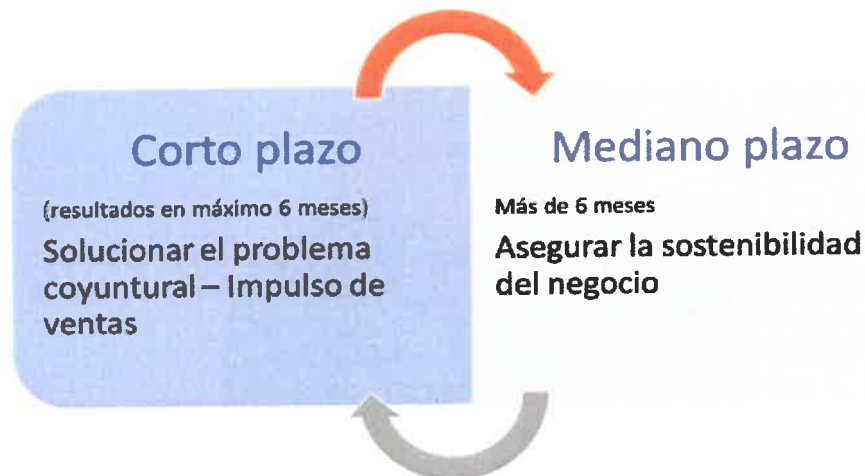 Corto plazo
(resultados en máximo 6 meses)
Solucionar el problema
coyuntural – Impulso de
ventas
Mediano plazo
Más de 6 meses
Asegurar la sostenibilidad
del negocio